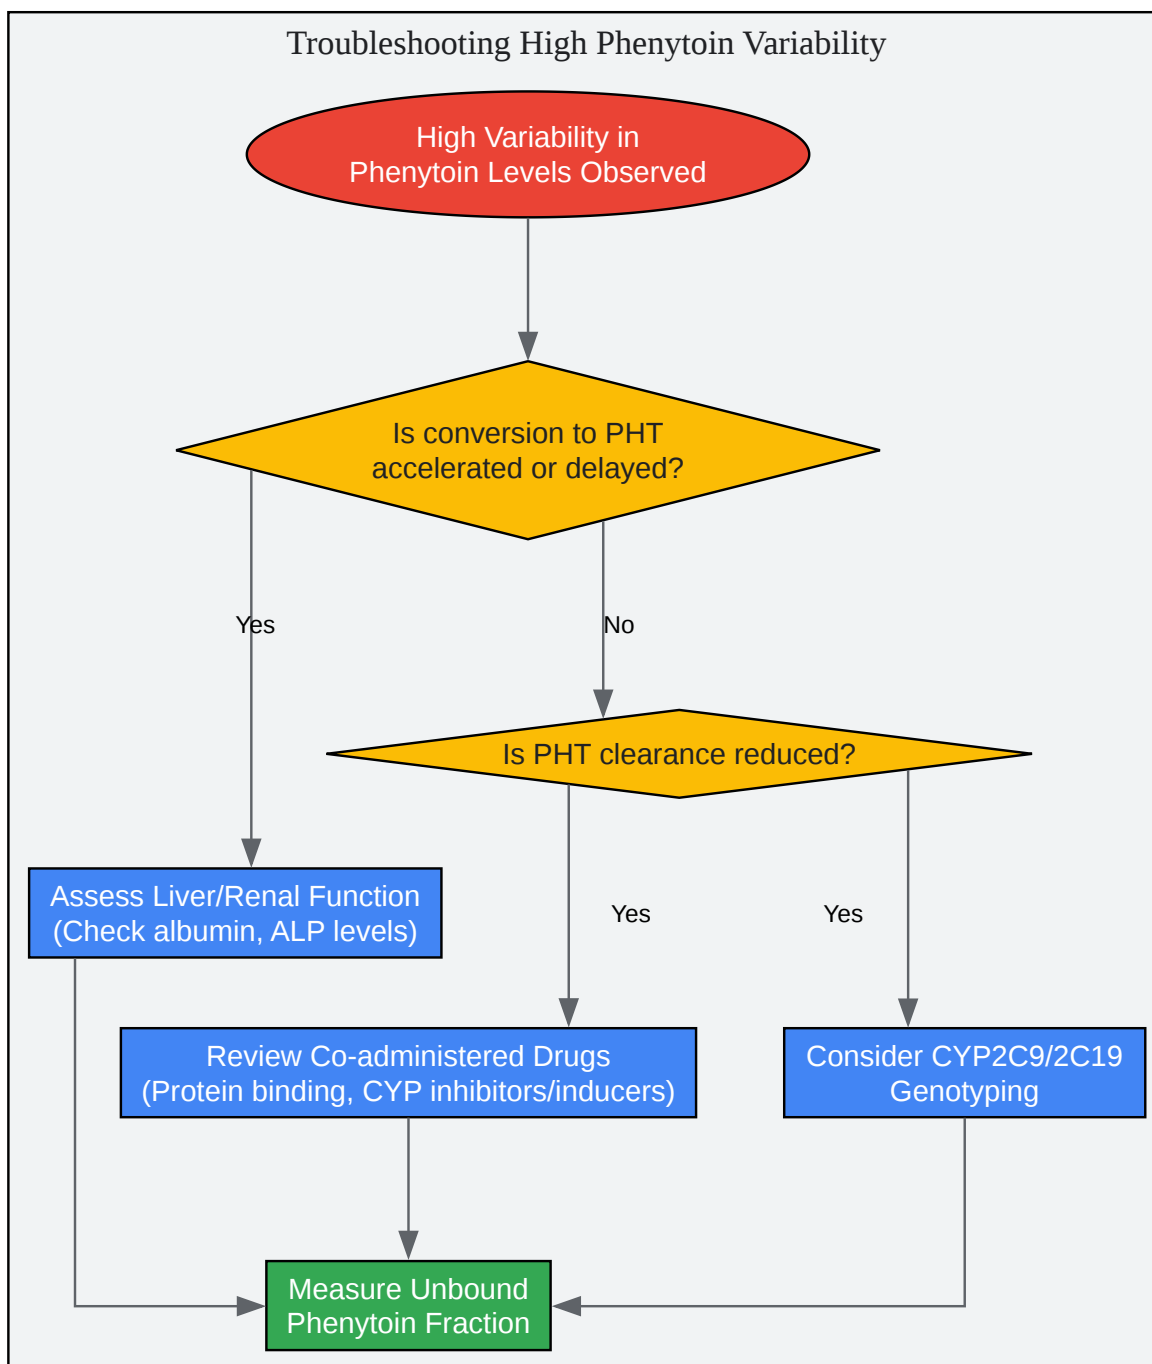 Troubleshooting High Phenytoin Variability
High Variability in
Phenytoin Levels Observed
Is conversion to PHT
accelerated or delayed?
Yes
No
Is PHT clearance reduced?
Assess Liver/Renal Function
(Check albumin, ALP levels)
Yes
Yes
Review Co-administered Drugs
(Protein binding, CYP inhibitors/inducers)
Consider CYP2C9/2C19
Genotyping
Measure Unbound
Phenytoin Fraction